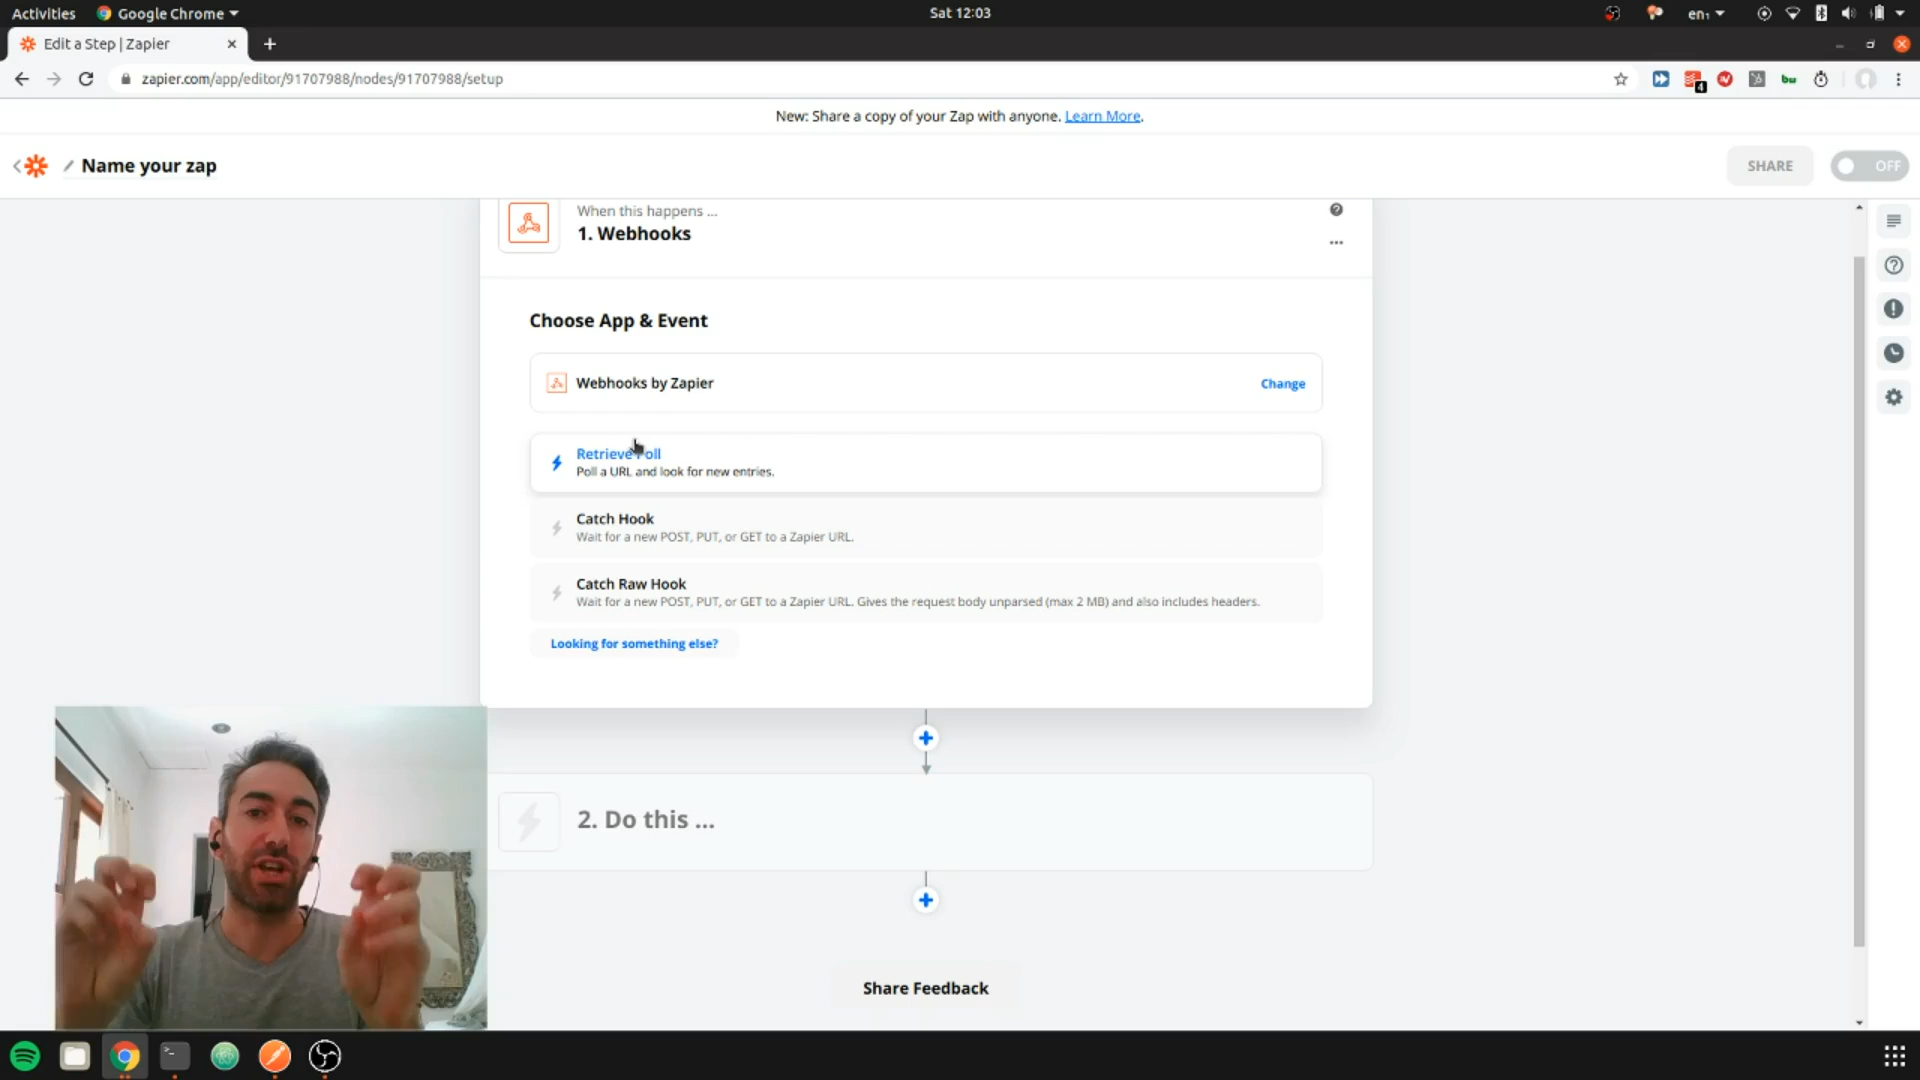 Activities
Google Chrome
Sat 12:03
en₁
Edit a Step | Zapier
zapier.com/app/editor/91707988/nodes/91707988/setup
4
New: Share a copy of your Zap with anyone. Learn More.
Name your zap
SHARE
OFF
When this happens ...
1. Webhooks
Choose App & Event
Webhooks by Zapier
Change
Retrieve Poll
Poll a URL and look for new entries.
Catch Hook
Wait for a new POST, PUT, or GET to a Zapier URL.
Catch Raw Hook
Wait for a new POST, PUT, or GET to a Zapier URL. Gives the request body unparsed (max 2 MB) and also includes headers.
Looking for something else?
2. Do this ...
Share Feedback